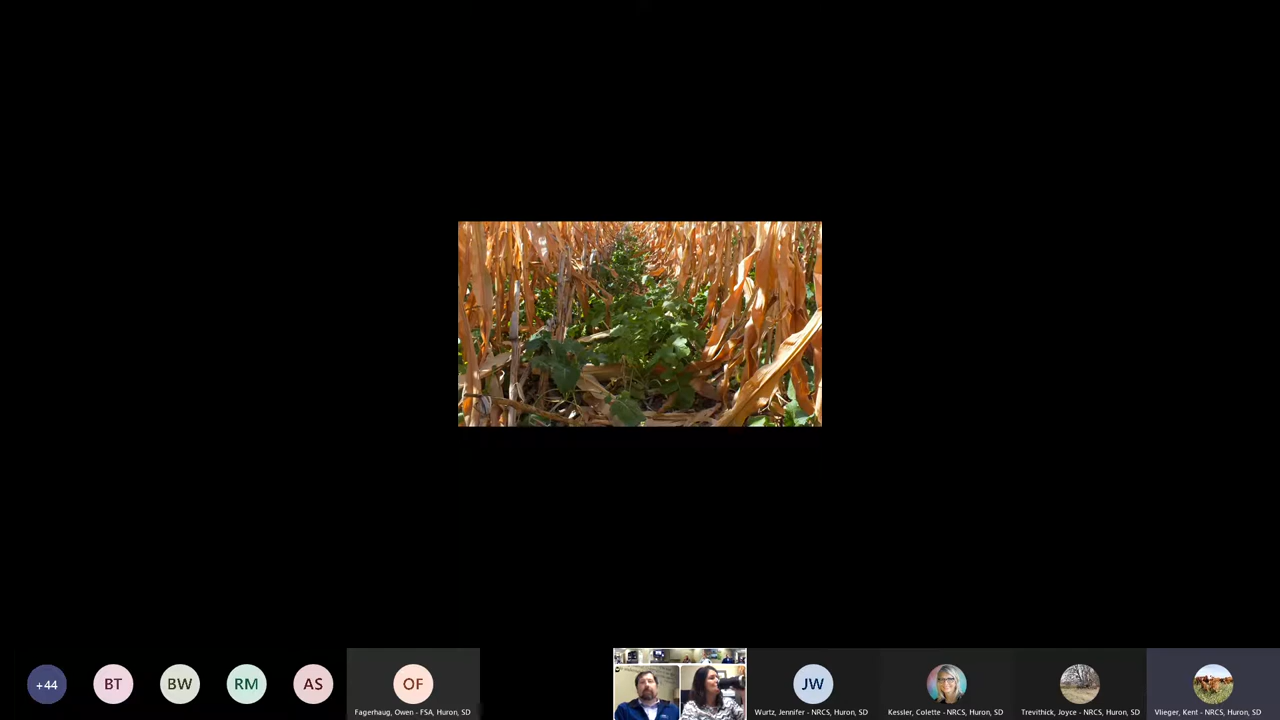 +44
BT
BW
RM
AS
OF
Fagerhaug, Owen - FSA, Huron, SD
JW
Wurtz, Jennifer - NRCS, Huron, SD
Kessler, Colette - NRCS, Huron, SD
Trevithick, Joyce - NRCS, Huron, SD
Vlieger, Kent - NRCS, Huron, SD